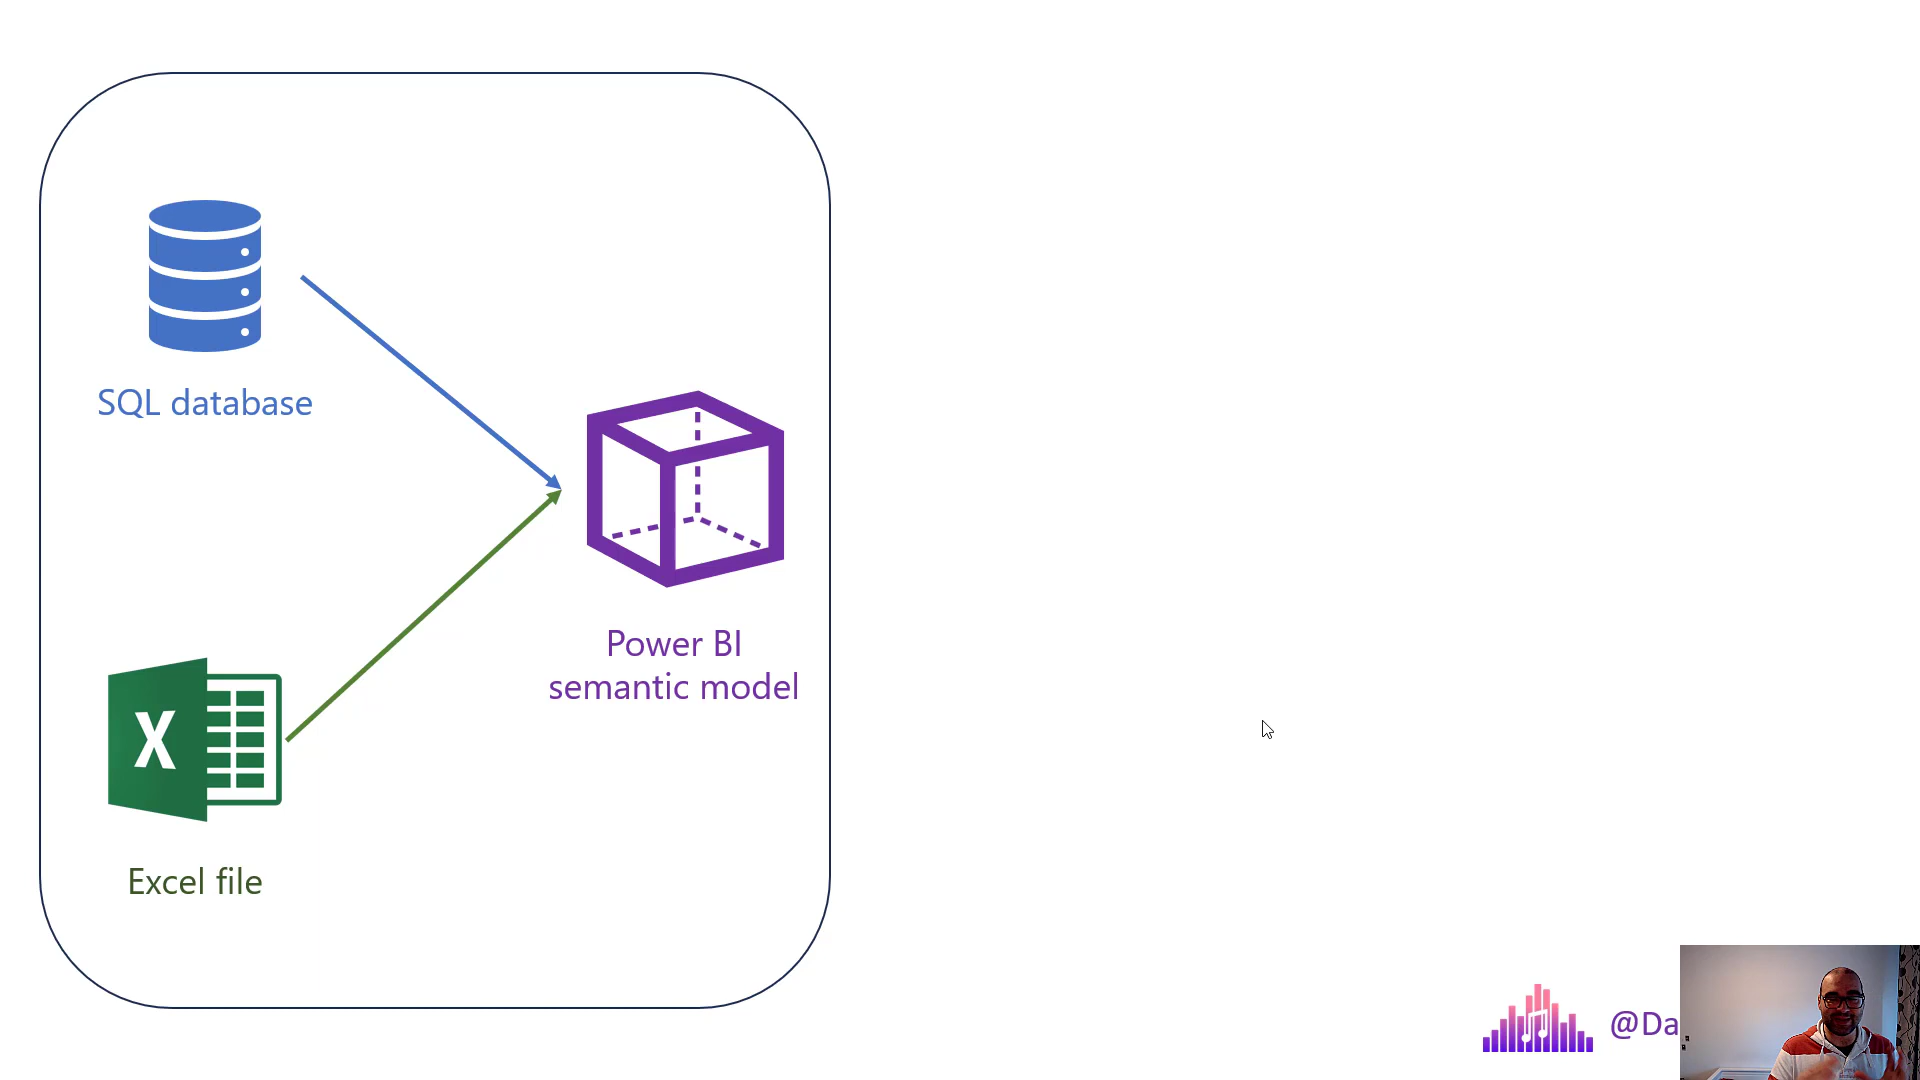 SQL database
Power BI
semantic model
X
Excel file
@Da